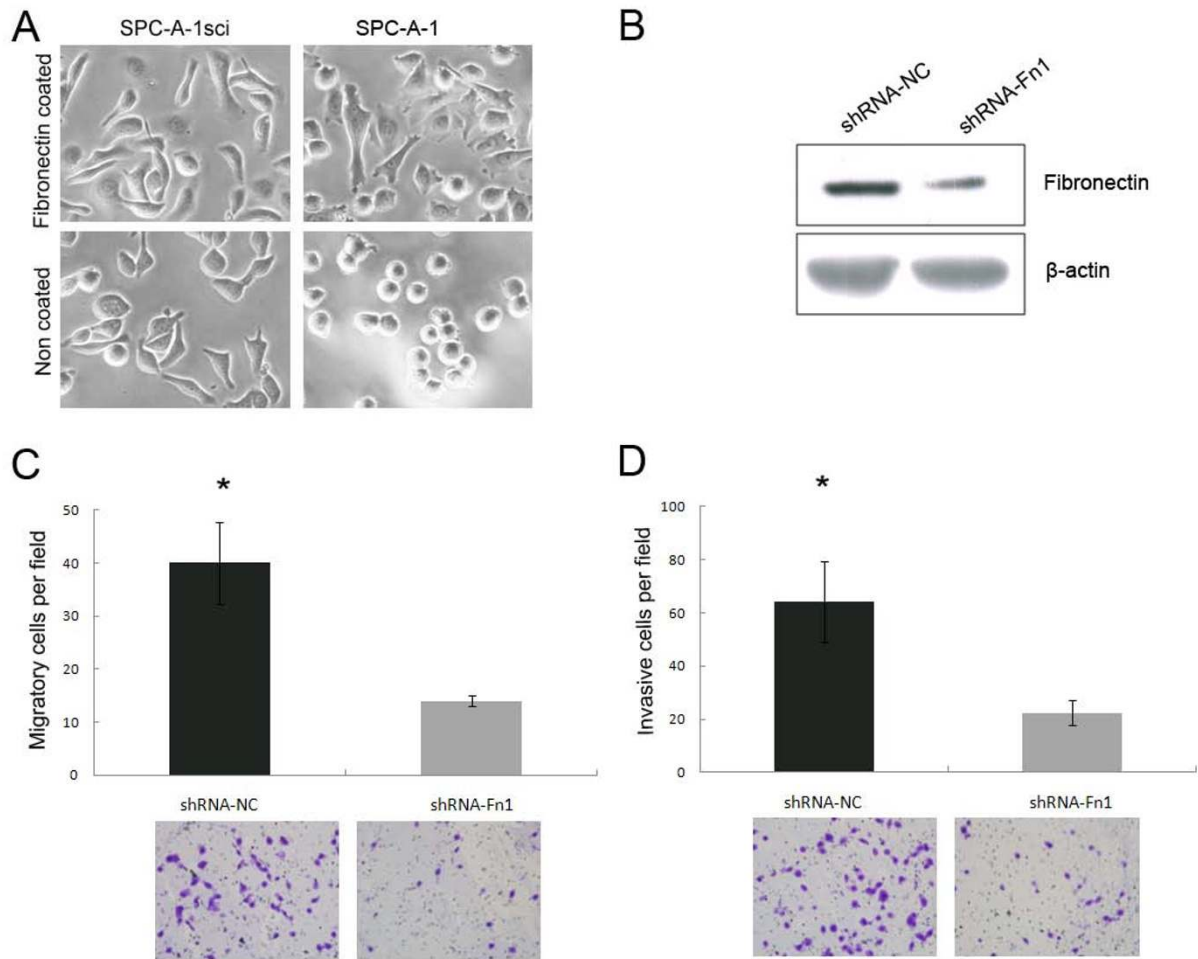 A
SPC-A-1sci
SPC-A-1
Fibronectin coated
Non coated
B
shRNA-NC
shRNA-Fn1
Fibronectin
β-actin
C
*
Migratory cells per field
50
40
30
20
10
0
shRNA-NC
shRNA-Fn1
D
*
Invasive cells per field
100
80
60
40
20
0
shRNA-NC
shRNA-Fn1